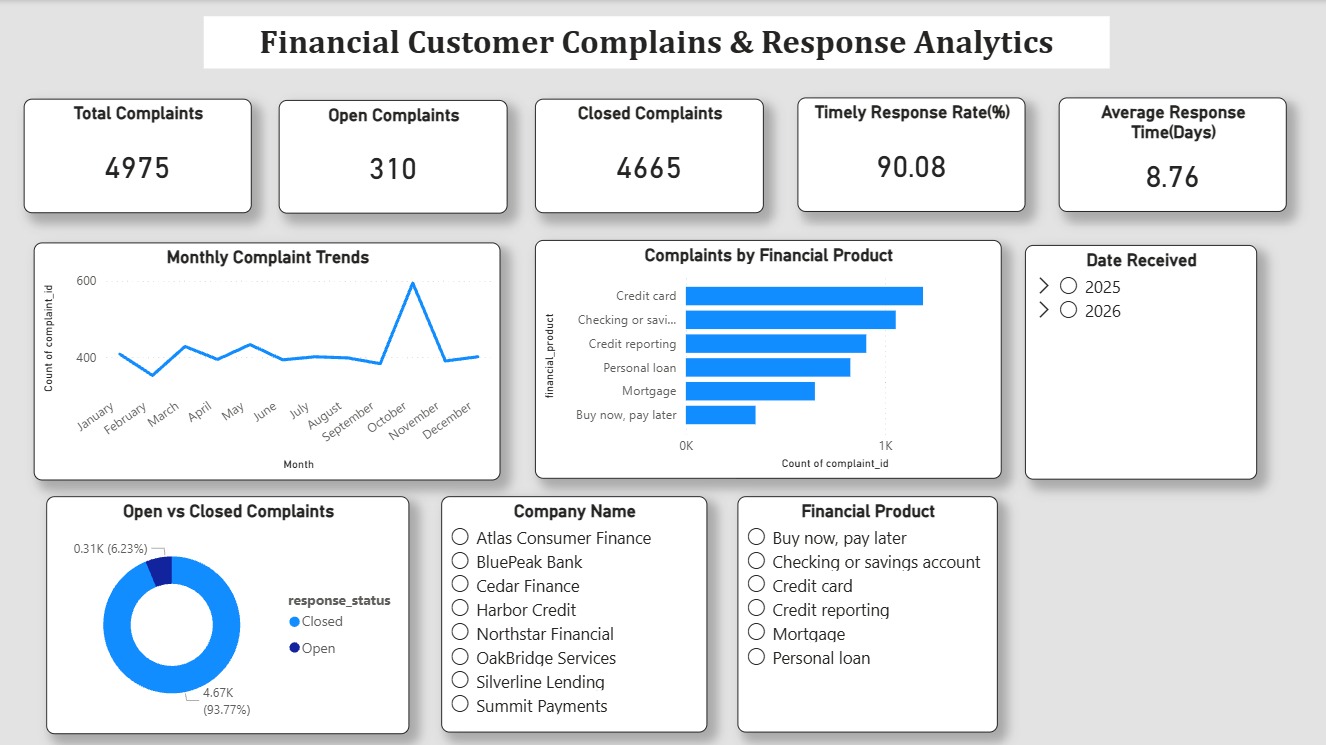 Financial Customer Complains & Response Analytics
Total Complaints
4975
Open Complaints
310
Closed Complaints
4665
Timely Response Rate(%)
90.08
Average Response
Time(Days)
8.76
Monthly Complaint Trends
Count of complaint_id
600
400
January
February
March
April
May
June
July
August
September
October
November
December
Month
Complaints by Financial Product
financial_product
Credit card
Checking or savi...
Credit reporting
Personal loan
Mortgage
Buy now, pay later
0K
1K
Count of complaint_id
Date Received
2025
2026
Open vs Closed Complaints
0.31K (6.23%)
4.67K
(93.77%)
response_status
Closed
Open
Company Name
Atlas Consumer Finance
BluePeak Bank
Cedar Finance
Harbor Credit
Northstar Financial
OakBridge Services
Silverline Lending
Summit Payments
Financial Product
Buy now, pay later
Checking or savings account
Credit card
Credit reporting
Mortgage
Personal loan